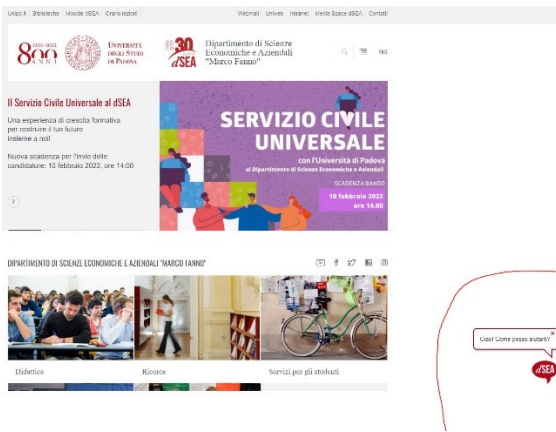 Unipd.it | Biblioteche | Moodle dSEA | Orario lezioni
Webmail | Uniweb | Intranet | Media Space dSEA | Contatti
1222-2022
800
ANNI
UNIVERSITÀ
DEGLI STUDI
DI PADOVA
30
dSEA
Dipartimento di Scienze
Economiche e Aziendali
"Marco Fanno"
ENG
Il Servizio Civile Universale al dSEA
Una esperienza di crescita formativa
per costruire il tuo futuro
insieme a noi!
Nuova scadenza per l'invio delle
candidature: 10 febbraio 2022, ore 14:00
SERVIZIO CIVILE
UNIVERSALE
con l'Università di Padova
al Dipartimento di Scienze Economiche e Aziendali
SCADENZA BANDO
10 febbraio 2022
ore 14.00
DIPARTIMENTO DI SCIENZE ECONOMICHE E AZIENDALI "MARCO FANNO"
Didattica
Ricerca
Servizi per gli studenti
Ciao! Come posso aiutarti?
dSEA